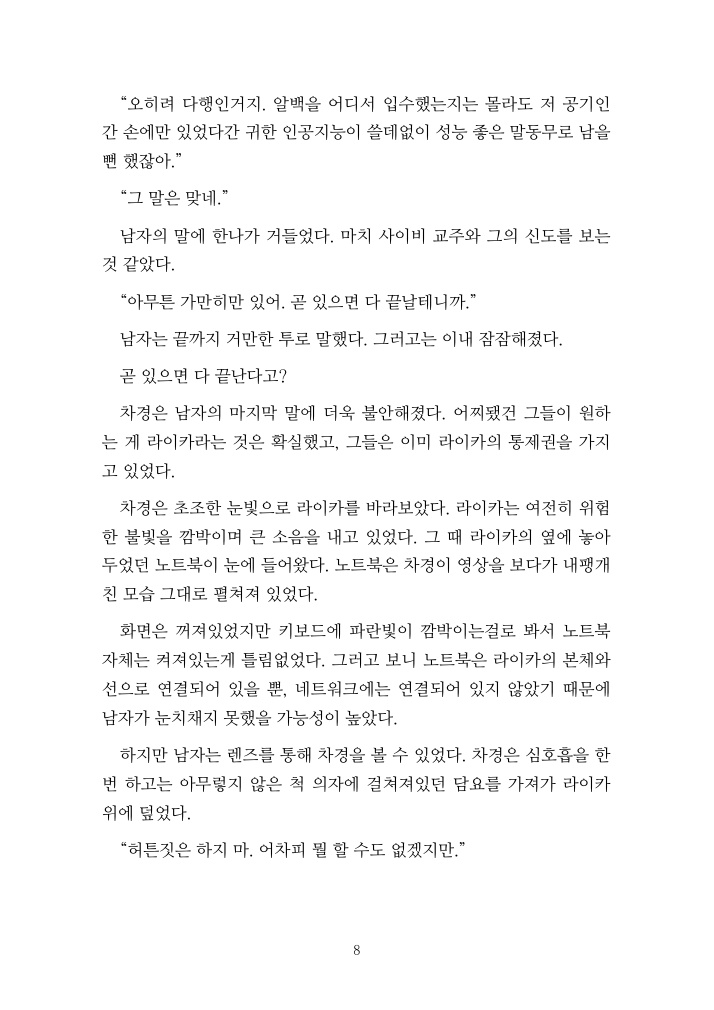 “오히려 다행인거지. 알백을 어디서 입수했는지는 몰라도 저 공기인
간 손에만 있었다간 귀한 인공지능이 쓸데없이 성능 좋은 말동무로 남을
뻔 했잖아.”
“그 말은 맞네.”
남자의 말에 한나가 거들었다. 마치 사이비 교주와 그의 신도를 보는
것 같았다.
“아무튼 가만히만 있어. 곧 있으면 다 끝날테니까.”
남자는 끝까지 거만한 투로 말했다. 그러고는 이내 잠잠해졌다.
곧 있으면 다 끝난다고?
차경은 남자의 마지막 말에 더욱 불안해졌다. 어찌됐건 그들이 원하
는 게 라이카라는 것은 확실했고, 그들은 이미 라이카의 통제권을 가지
고 있었다.
차경은 초조한 눈빛으로 라이카를 바라보았다. 라이카는 여전히 위험
한 불빛을 깜박이며 큰 소음을 내고 있었다. 그 때 라이카의 옆에 놓아
두었던 노트북이 눈에 들어왔다. 노트북은 차경이 영상을 보다가 내팽개
친 모습 그대로 펼쳐져 있었다.
화면은 꺼져있었지만 키보드에 파란빛이 깜박이는걸로 봐서 노트북
자체는 켜져있는게 틀림없었다. 그러고 보니 노트북은 라이카의 본체와
선으로 연결되어 있을 뿐, 네트워크에는 연결되어 있지 않았기 때문에
남자가 눈치채지 못했을 가능성이 높았다.
하지만 남자는 렌즈를 통해 차경을 볼 수 있었다. 차경은 심호흡을 한
번 하고는 아무렇지 않은 척 의자에 걸쳐져있던 담요를 가져가 라이카
위에 덮었다.
“허튼짓은 하지 마. 어차피 뭘 할 수도 없겠지만.”
8